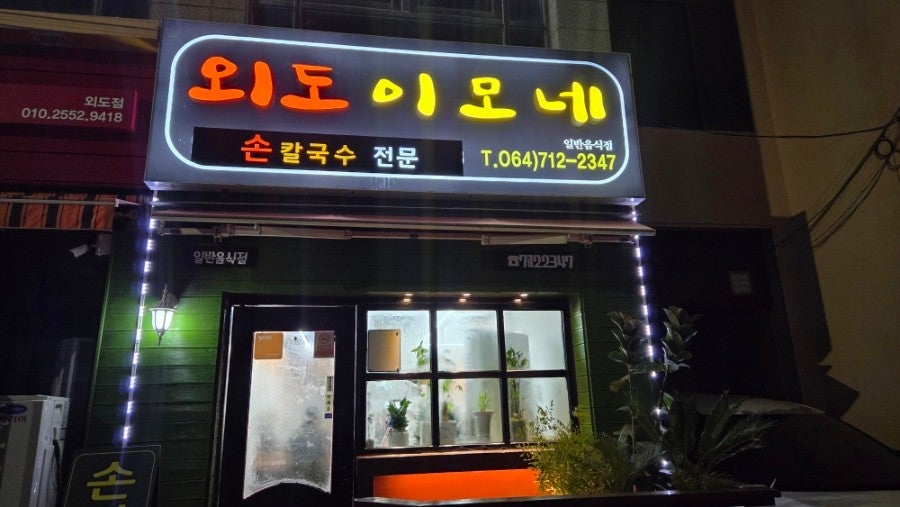 외도이모네
손칼국수 전문
일반음식점
T.064)712-2347
외도점
010.2552.9418
일반음식점
☎7122347
손